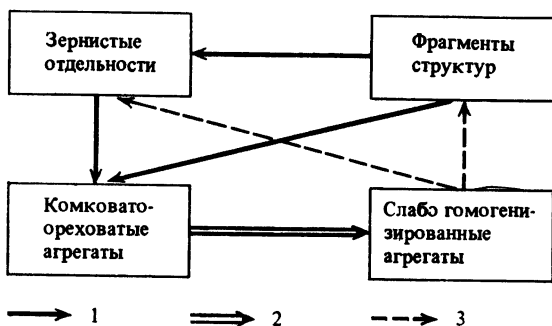 Зернистые
отдельности
Фрагменты
структур
Комковато-
ореховатые
агрегаты
Слабо гомогени-
зированные
агрегаты
1
2
3